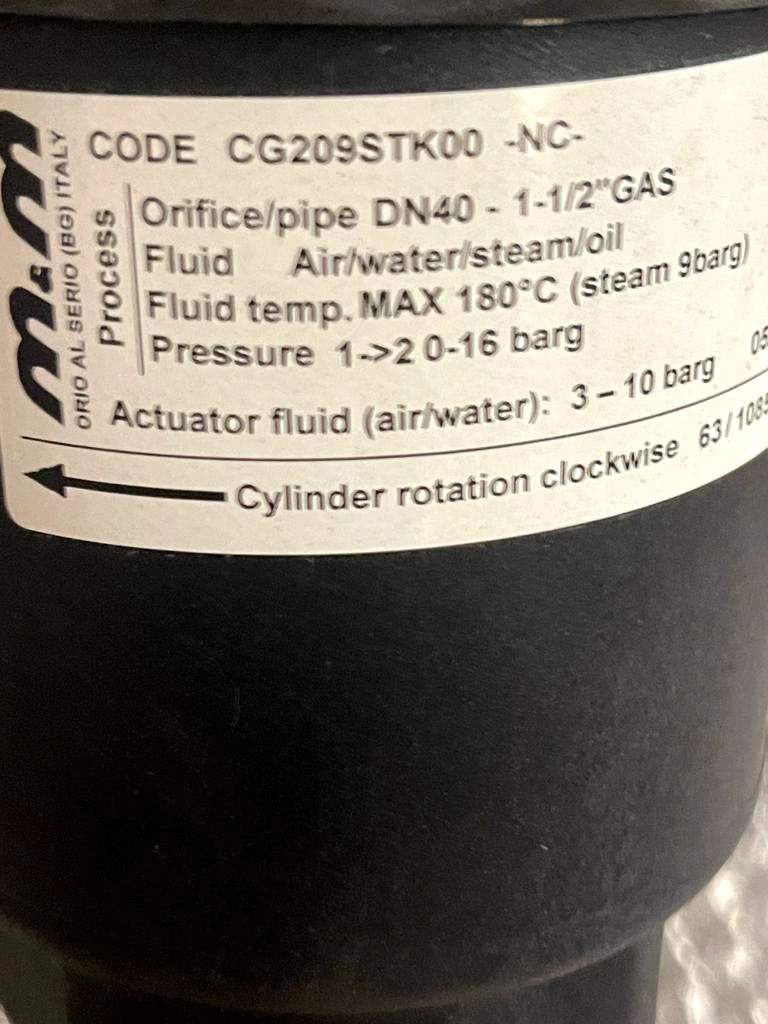 m&m
ORIO AL SERIO (BG) ITALY
CODE CG209STK00 -NC-
Process
Orifice/pipe DN40 - 1-1/2"GAS
Fluid Air/water/steam/oil
Fluid temp. MAX 180°C (steam 9barg)
Pressure 1->2 0-16 barg
Actuator fluid (air/water): 3 – 10 barg
Cylinder rotation clockwise